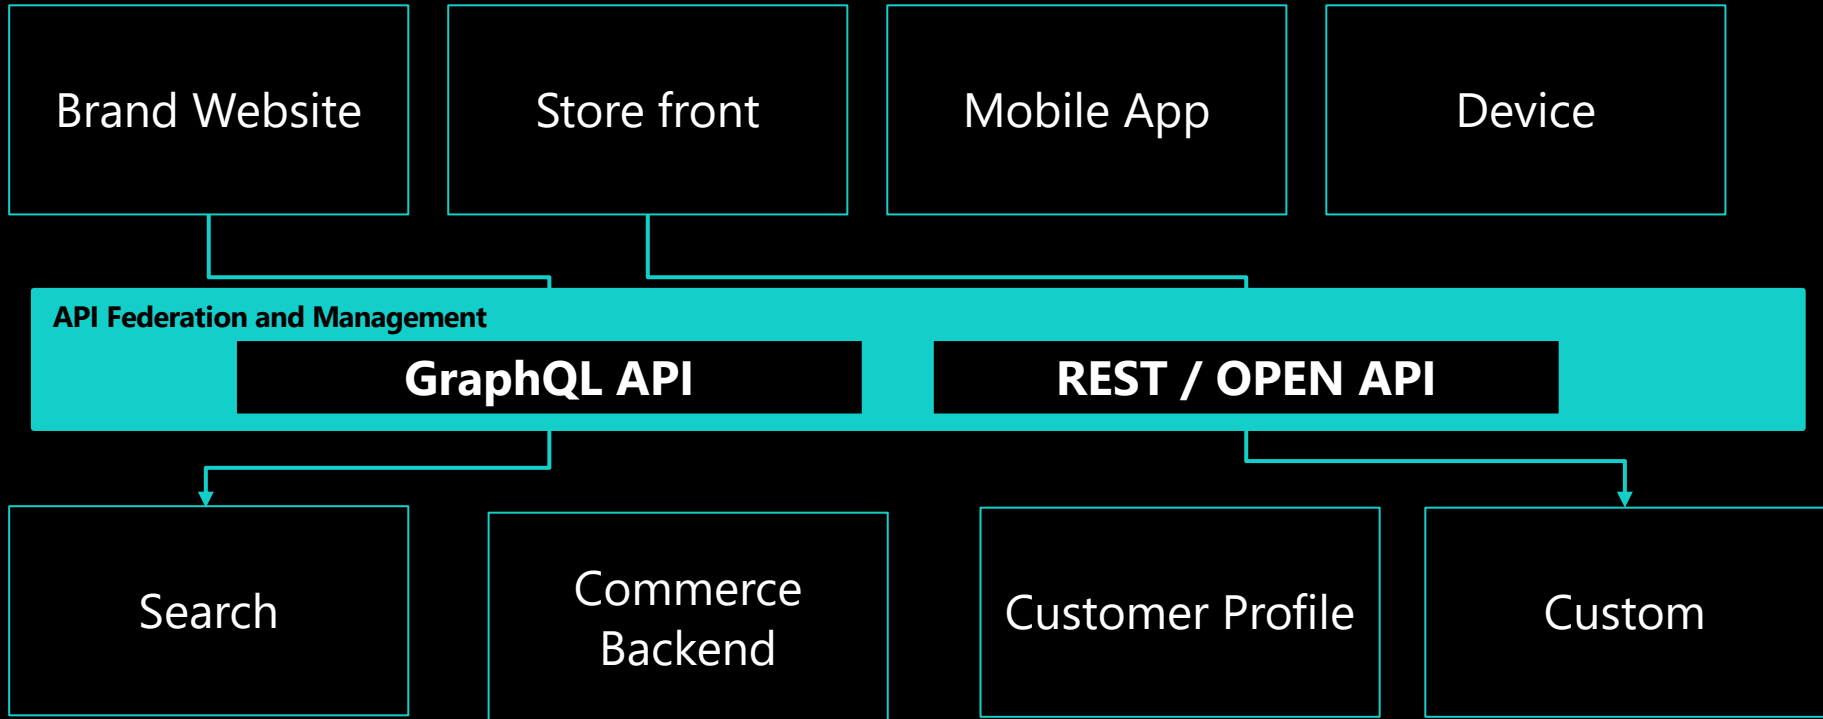 Brand Website
Store front
Mobile App
Device
API Federation and Management
GraphQL API
REST / OPEN API
Search
Commerce
Backend
Customer Profile
Custom